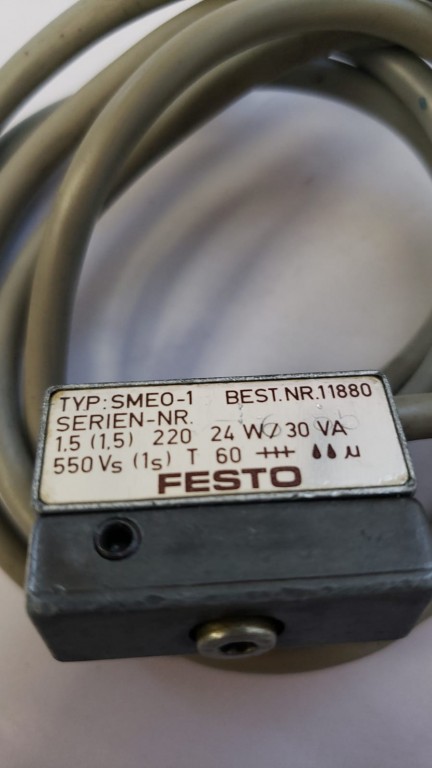 TYP: SMEO-1 BEST.NR.11880
SERIEN-NR.
1.5 (1,5) 220 24 W/ 30 VA
550 Vs (1s) T 60
FESTO